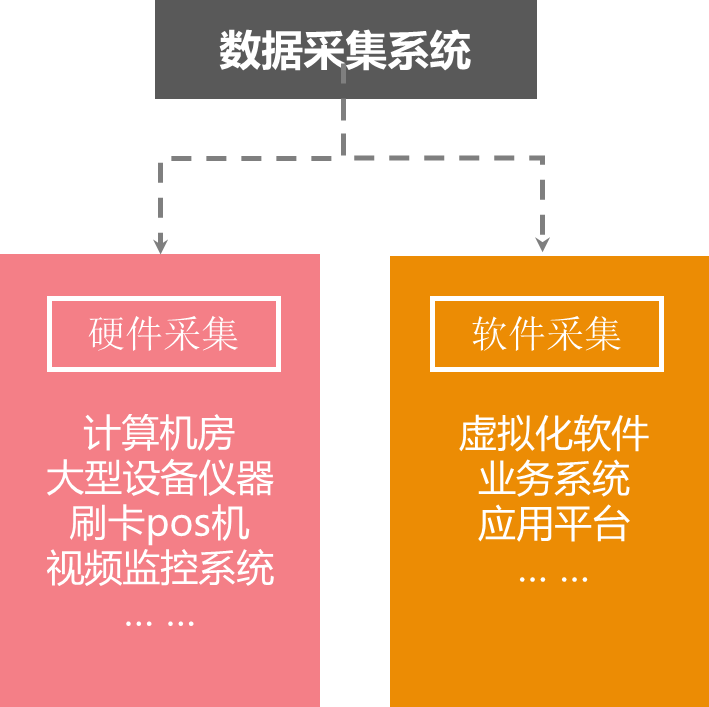 数据采集系统
硬件采集
计算机房
大型设备仪器
刷卡pos机
视频监控系统
... ...
软件采集
虚拟化软件
业务系统
应用平台
... ...